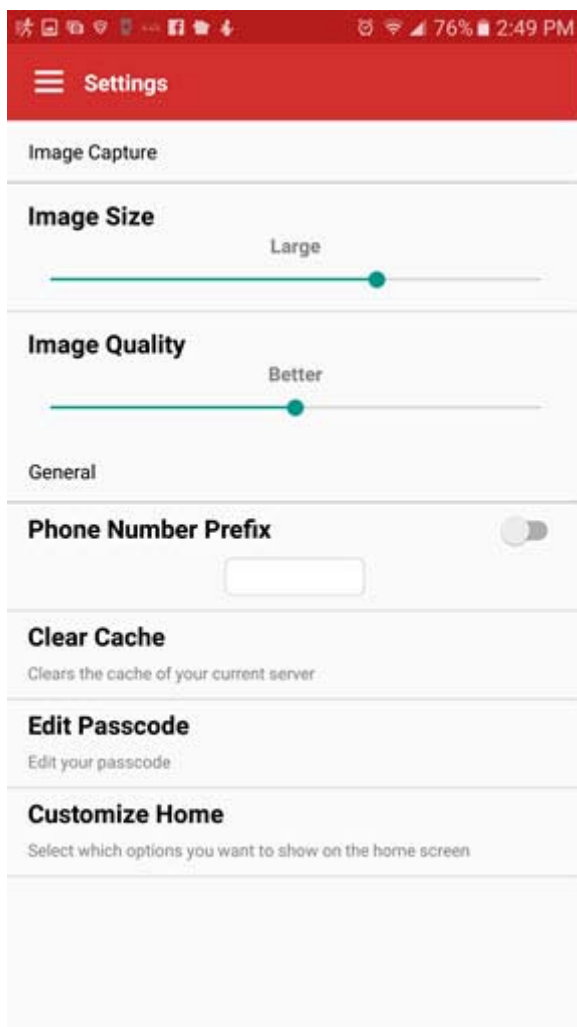 76% 2:49 PM
Settings
Image Capture
Image Size
Large
Image Quality
Better
General
Phone Number Prefix
Clear Cache
Clears the cache of your current server
Edit Passcode
Edit your passcode
Customize Home
Select which options you want to show on the home screen